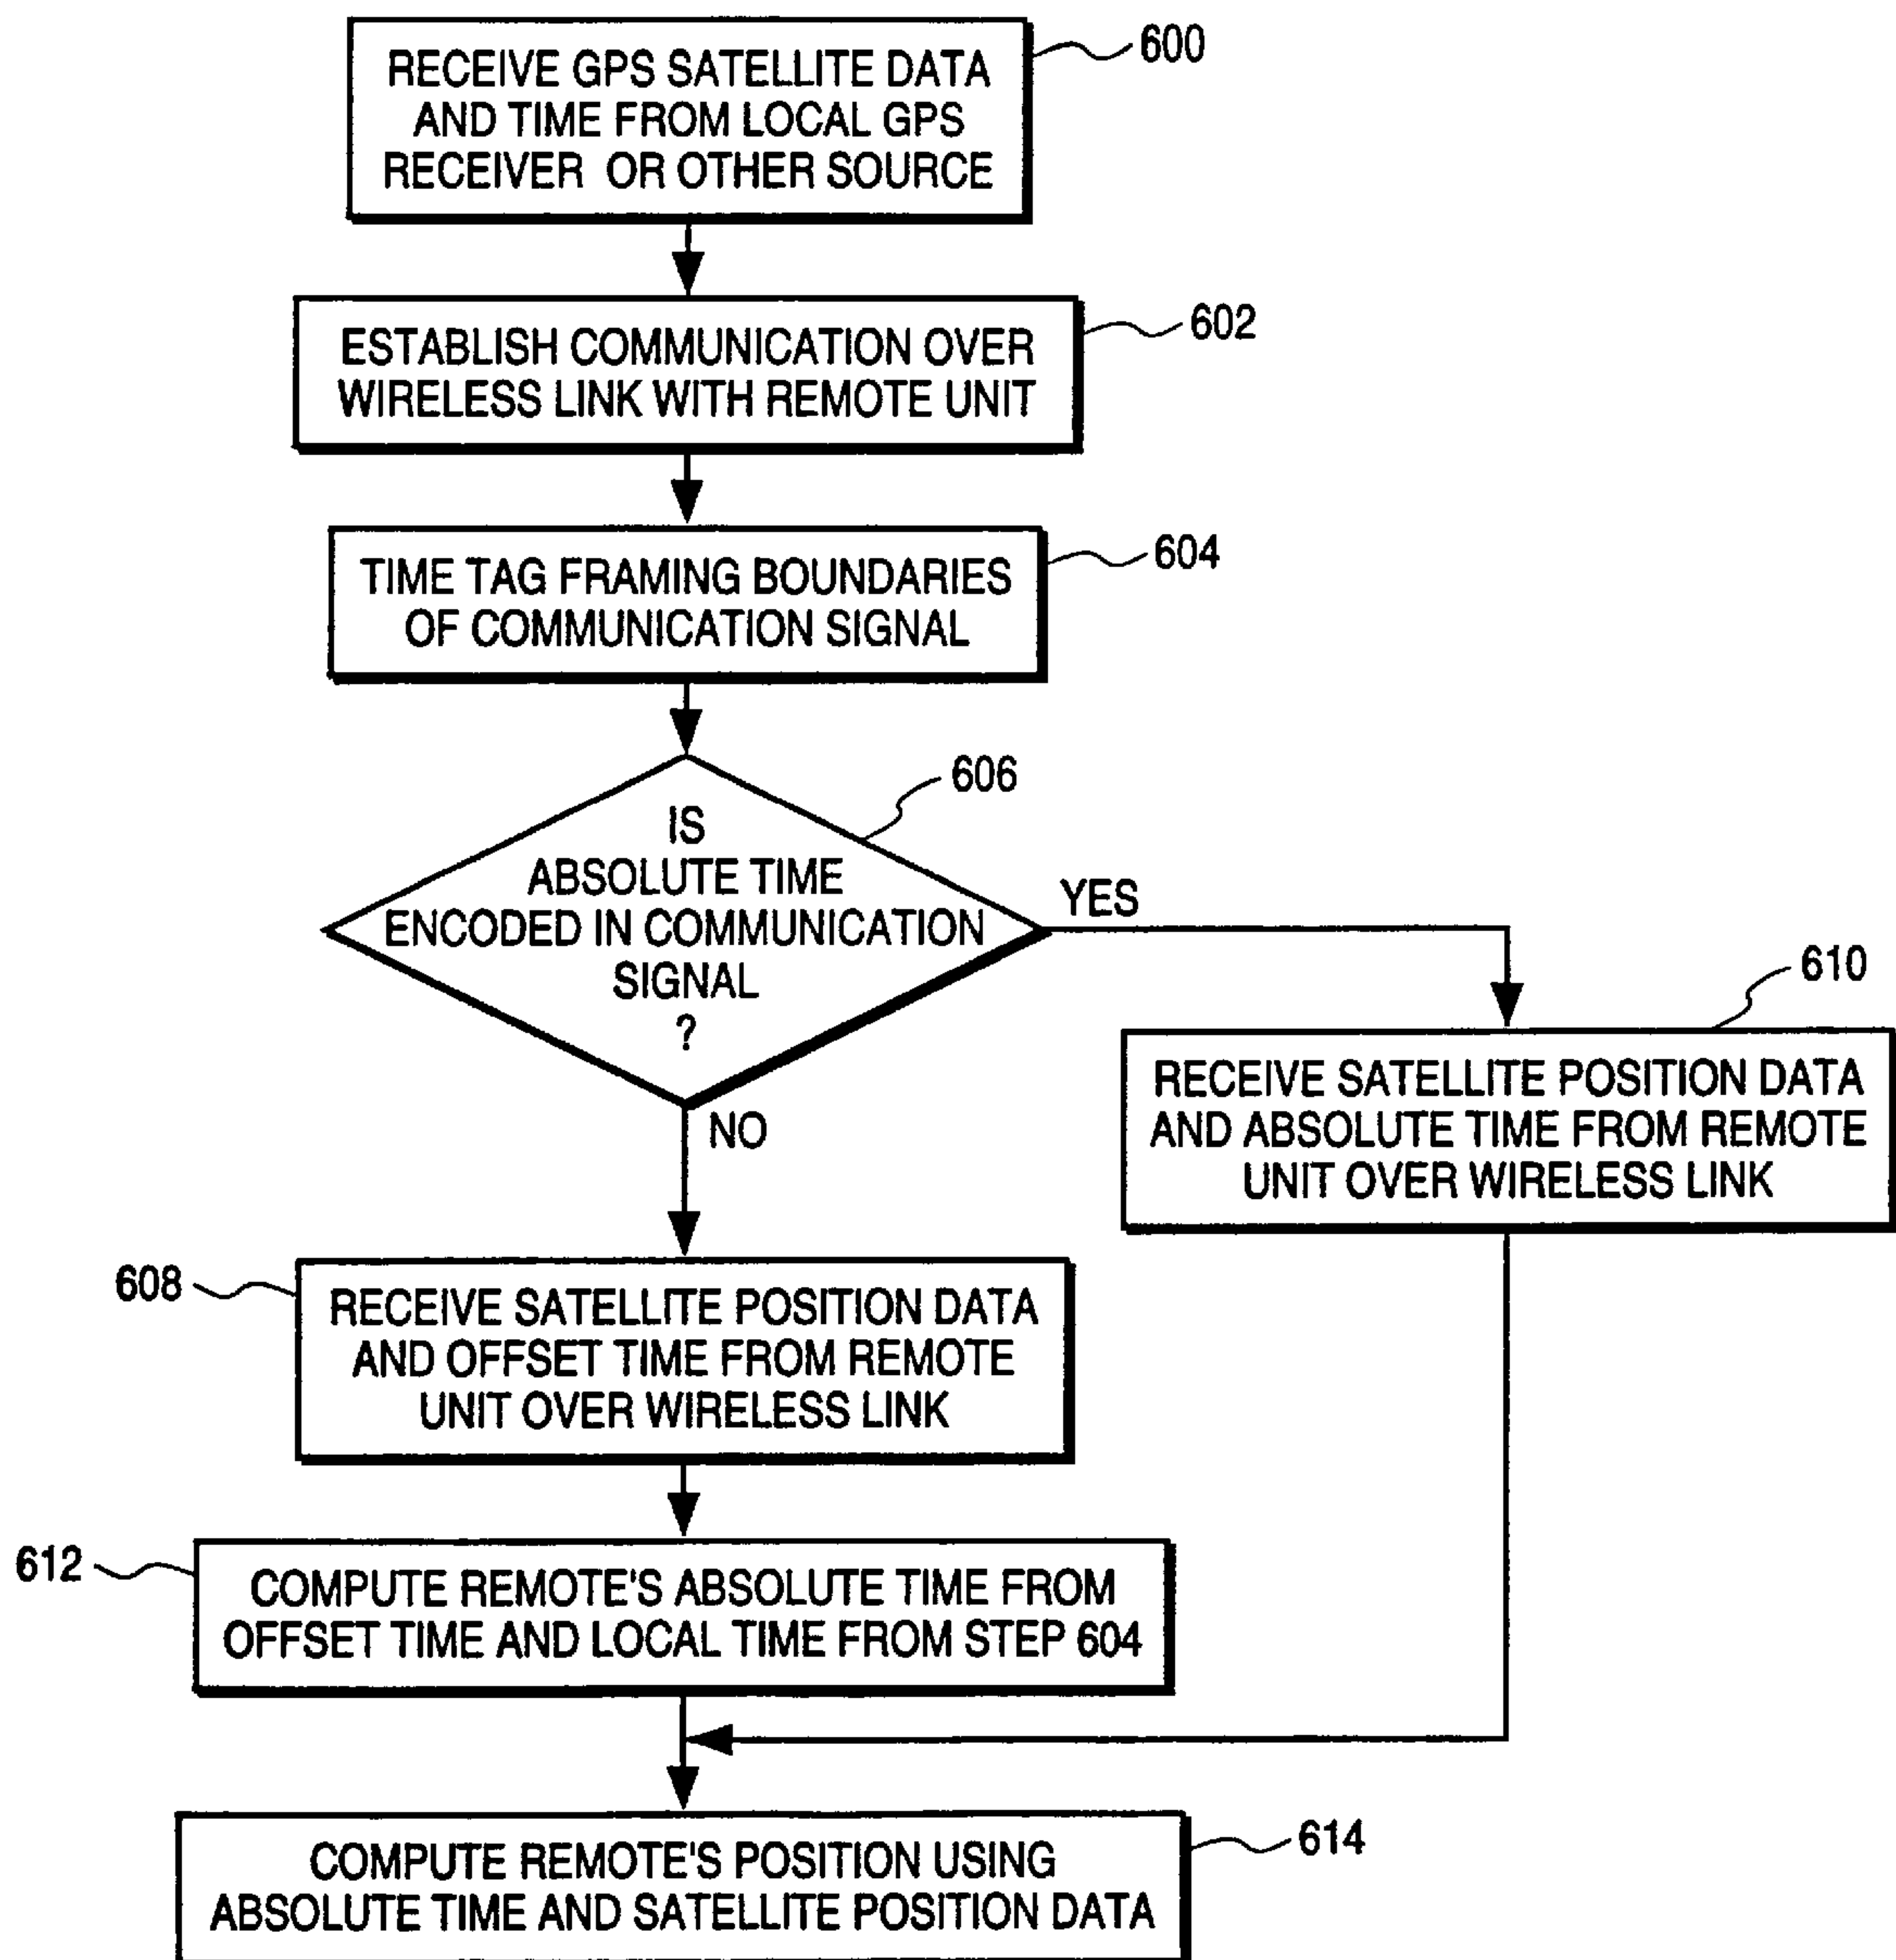 RECEIVE GPS SATELLITE DATA
AND TIME FROM LOCAL GPS
RECEIVER OR OTHER SOURCE
600
ESTABLISH COMMUNICATION OVER
WIRELESS LINK WITH REMOTE UNIT
602
TIME TAG FRAMING BOUNDARIES
OF COMMUNICATION SIGNAL
604
606
IS
ABSOLUTE TIME
ENCODED IN COMMUNICATION
SIGNAL
?
YES
NO
610
RECEIVE SATELLITE POSITION DATA
AND ABSOLUTE TIME FROM REMOTE
UNIT OVER WIRELESS LINK
608
RECEIVE SATELLITE POSITION DATA
AND OFFSET TIME FROM REMOTE
UNIT OVER WIRELESS LINK
612
COMPUTE REMOTE'S ABSOLUTE TIME FROM
OFFSET TIME AND LOCAL TIME FROM STEP 604
614
COMPUTE REMOTE'S POSITION USING
ABSOLUTE TIME AND SATELLITE POSITION DATA